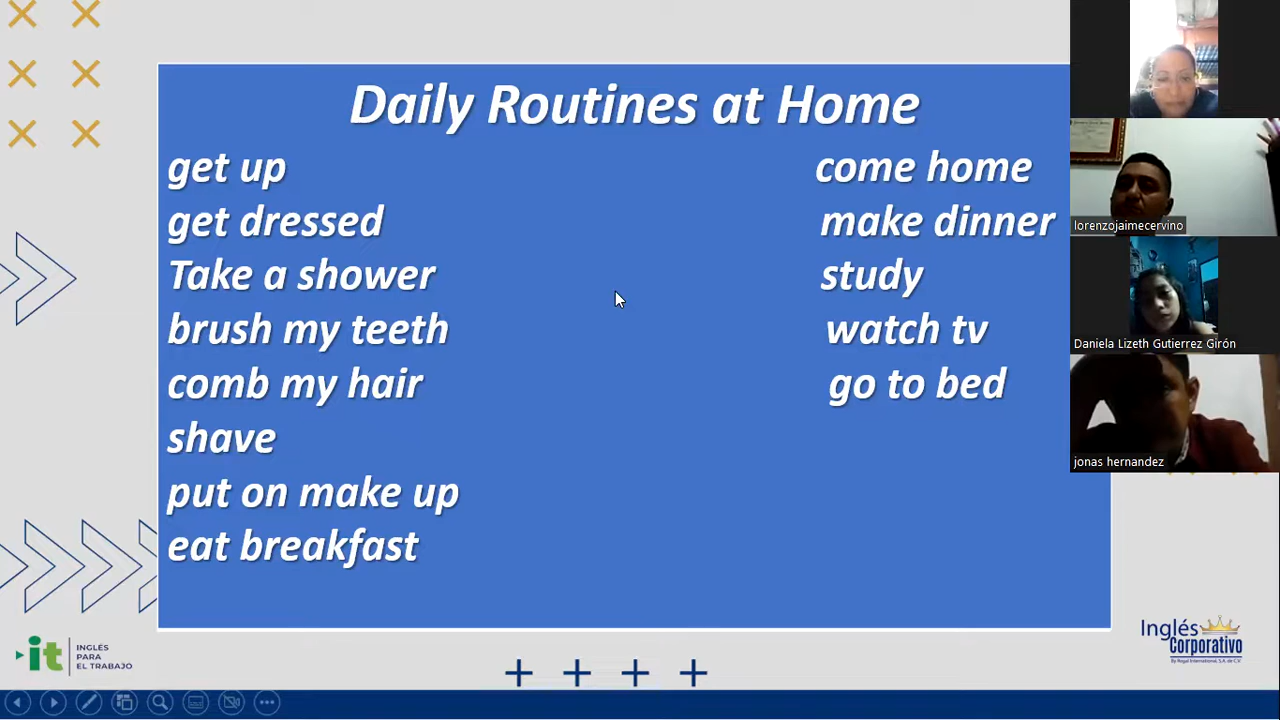 Daily Routines at Home
get up
get dressed
Take a shower
brush my teeth
comb my hair
shave
put on make up
eat breakfast
come home
make dinner
study
watch tv
go to bed
lorenzojaimecervino
Daniela Lizeth Gutierrez Girón
jonas hernandez
it
INGLÉS
PARA
EL TRABAJO
Inglés
Corporativo
By Regal International, S.A. de C.V.